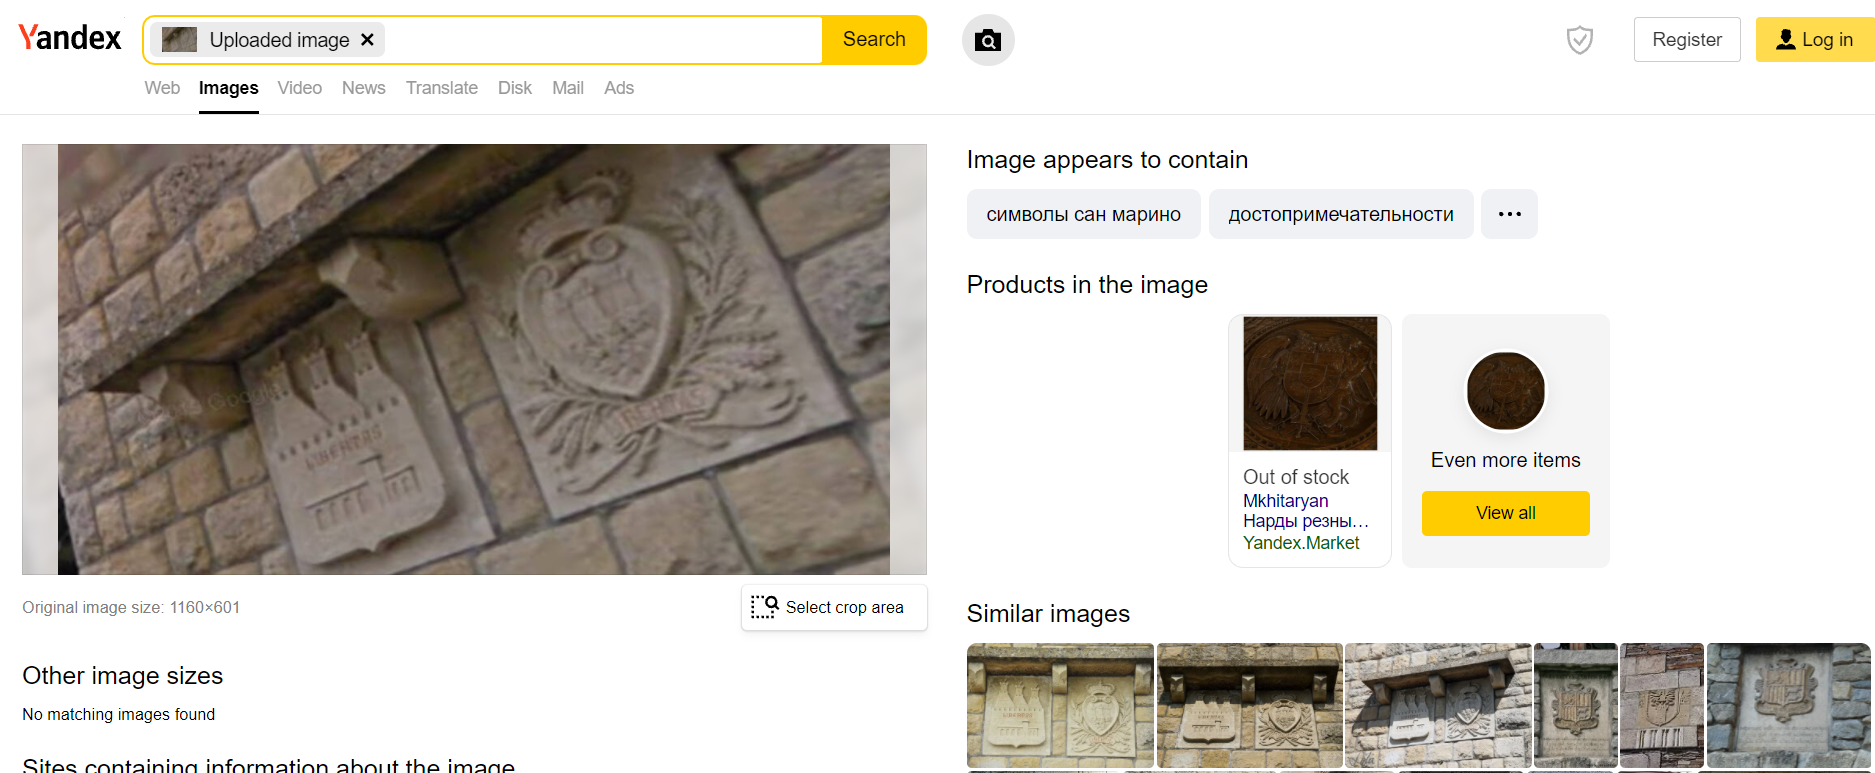 Yandex
Uploaded image
Search
Register
Log in
Web Images Video News Translate Disk Mail Ads
LIBERTAS
LIBERTAS
Original image size: 1160×601
Select crop area
Other image sizes
No matching images found
Sites containing information about the image
Image appears to contain
символы сан марино
достопримечательности
Products in the image
Out of stock
Mkhitaryan
Нарды резны...
Yandex.Market
Even more items
View all
Similar images